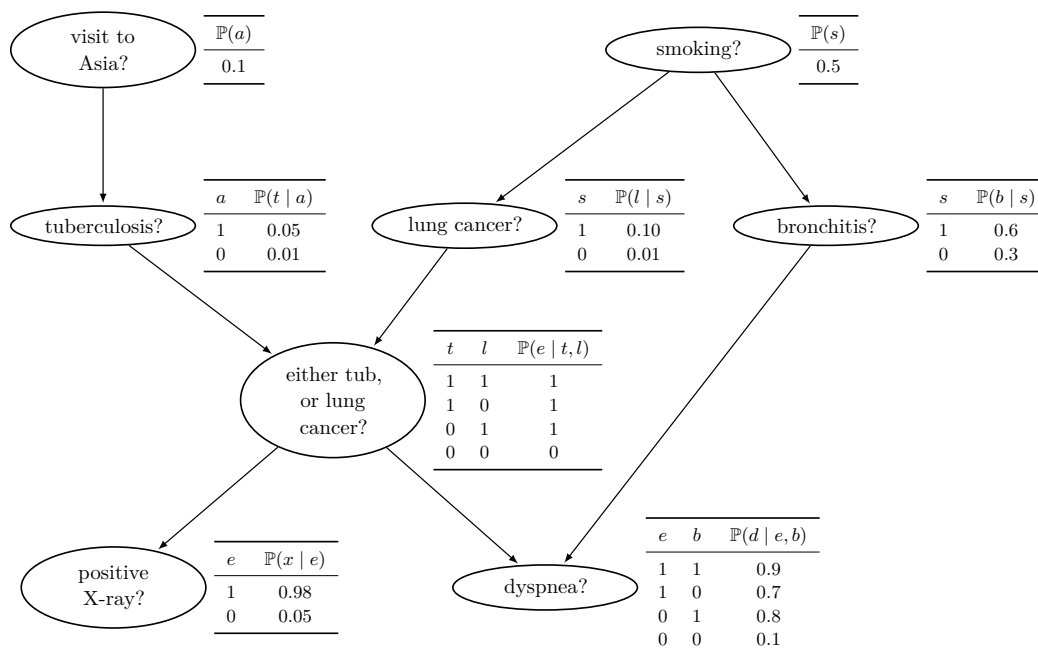 visit to
Asia?
ℙ(a)
0.1
smoking?
ℙ(s)
0.5
tuberculosis?
a ℙ(t | a)
1 0.05
0 0.01
lung cancer?
s ℙ(l | s)
1 0.10
0 0.01
bronchitis?
s ℙ(b | s)
1 0.6
0 0.3
either tub,
or lung
cancer?
t l ℙ(e | t, l)
1 1 1
1 0 1
0 1 1
0 0 0
positive
X-ray?
e ℙ(x | e)
1 0.98
0 0.05
dyspnea?
e b ℙ(d | e, b)
1 1 0.9
1 0 0.7
0 1 0.8
0 0 0.1